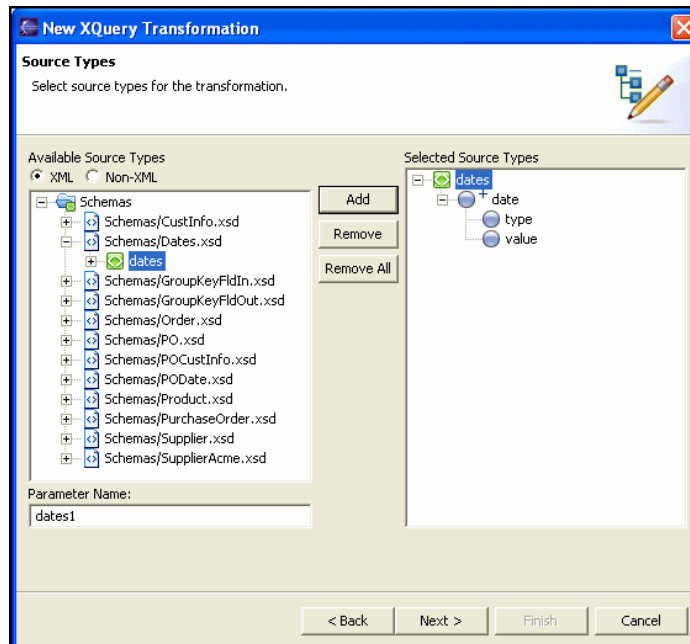 New XQuery Transformation
Source Types
Select source types for the transformation.
Available Source Types
XML Non-XML
Schemas
Schemas/CustInfo.xsd
Schemas/Dates.xsd
dates
Schemas/GroupKeyFldIn.xsd
Schemas/GroupKeyFldOut.xsd
Schemas/Order.xsd
Schemas/PO.xsd
Schemas/POCustInfo.xsd
Schemas/PODate.xsd
Schemas/Product.xsd
Schemas/PurchaseOrder.xsd
Schemas/Supplier.xsd
Schemas/SupplierAcme.xsd
Parameter Name:
dates1
Add
Remove
Remove All
Selected Source Types
dates
+ date
type
value
< Back Next > Finish Cancel